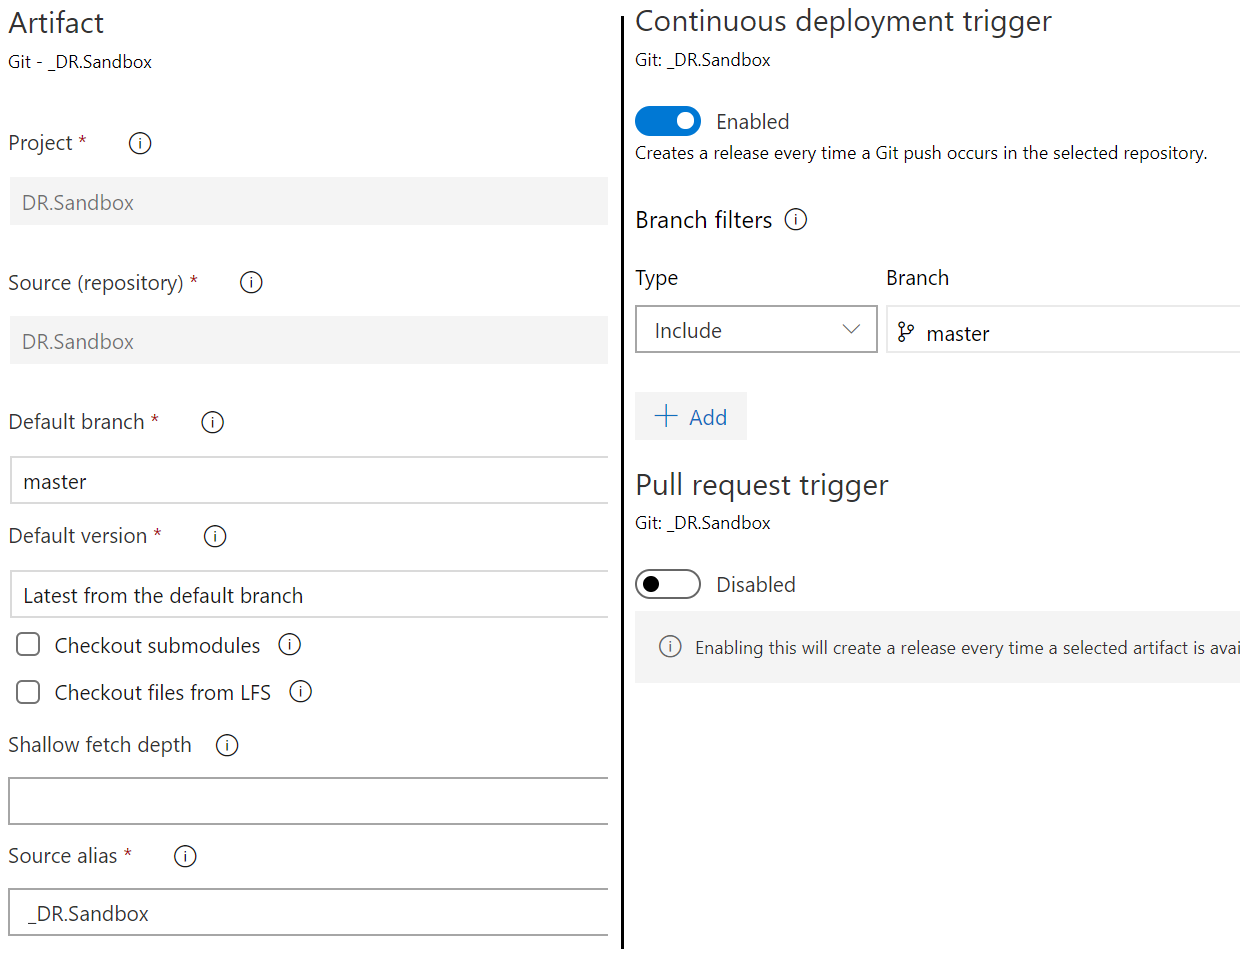 Artifact
Git - _DR.Sandbox
Project *
DR.Sandbox
Source (repository) *
DR.Sandbox
Default branch *
master
Default version *
Latest from the default branch
Checkout submodules
Checkout files from LFS
Shallow fetch depth
Source alias *
_DR.Sandbox
Continuous deployment trigger
Git: _DR.Sandbox
Enabled
Creates a release every time a Git push occurs in the selected repository.
Branch filters
Type Branch
Include master
Add
Pull request trigger
Git: _DR.Sandbox
Disabled
Enabling this will create a release every time a selected artifact is avai